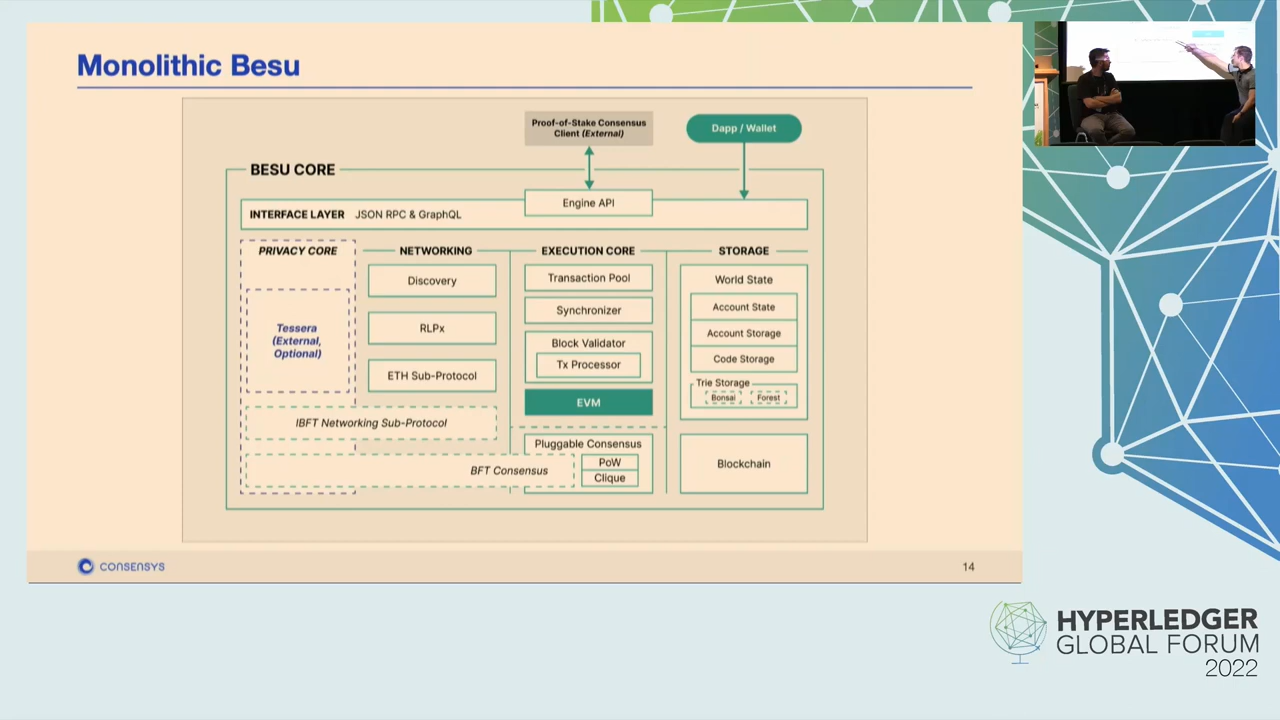 Monolithic Besu
Proof-of-Stake Consensus
Client (External)
Dapp / Wallet
BESU CORE
Engine API
INTERFACE LAYER JSON RPC & GraphQL
PRIVACY CORE
NETWORKING
EXECUTION CORE
STORAGE
Tessera
(External,
Optional)
Discovery
RLPx
ETH Sub-Protocol
IBFT Networking Sub-Protocol
BFT Consensus
Transaction Pool
Synchronizer
Block Validator
Tx Processor
EVM
Pluggable Consensus
PoW
Clique
World State
Account State
Account Storage
Code Storage
Trie Storage
Bonsai
Forest
Blockchain
CONSENSYS
14
HYPERLEDGER
GLOBAL FORUM
2022